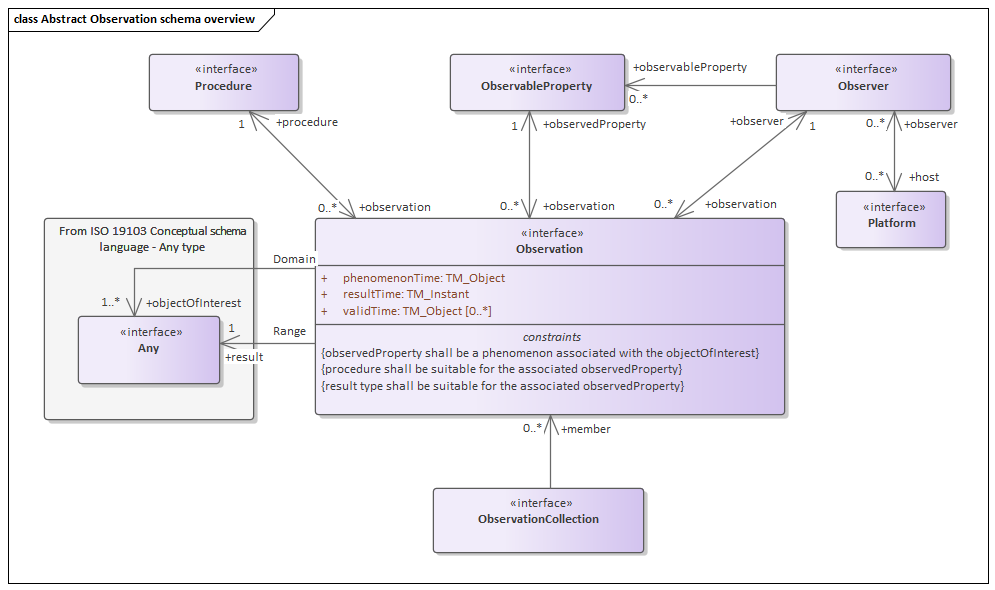 class Abstract Observation schema overview
«interface»
Procedure
«interface»
ObservableProperty
+observableProperty
0..*
«interface»
Observer
1
+procedure
1
+observedProperty
+observer
1
0..*
+observer
0..*
+host
«interface»
Platform
0..*
+observation
0..*
+observation
0..*
+observation
From ISO 19103 Conceptual schema
language - Any type
Domain
1..*
+objectOfInterest
«interface»
Any
1
Range
+result
«interface»
Observation
+ phenomenonTime: TM_Object
+ resultTime: TM_Instant
+ validTime: TM_Object [0..*]
constraints
{observedProperty shall be a phenomenon associated with the objectOfInterest}
{procedure shall be suitable for the associated observedProperty}
{result type shall be suitable for the associated observedProperty}
0..*
+member
«interface»
ObservationCollection